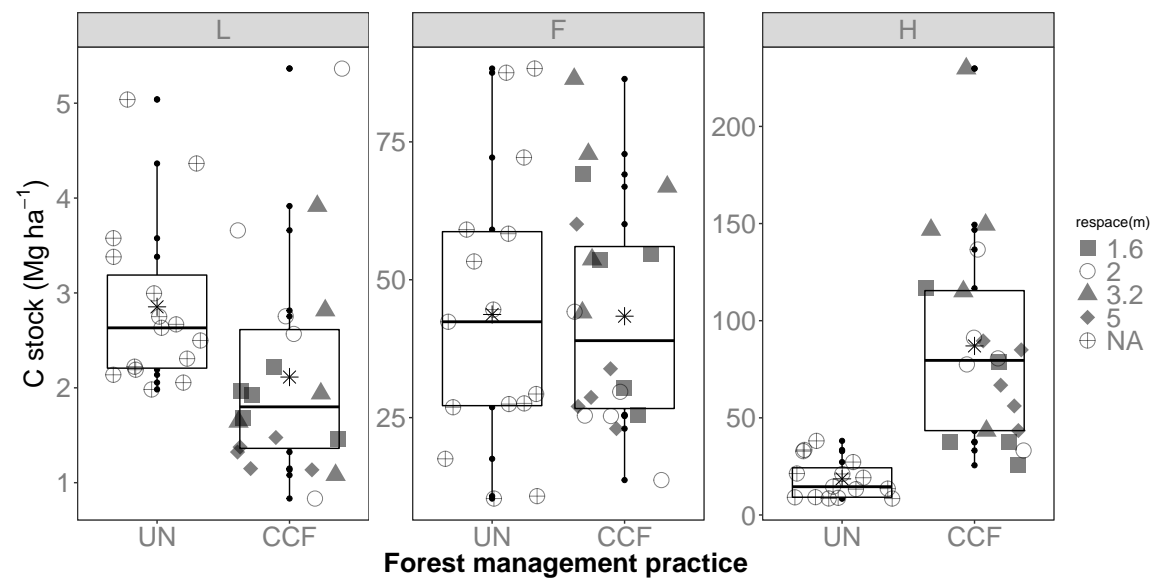 L F H
C stock (Mg ha⁻¹)
5
4
3
2
1
75
50
25
200
150
100
50
0
UN CCF UN CCF UN CCF
Forest management practice
respace(m)
1.6
2
3.2
5
NA